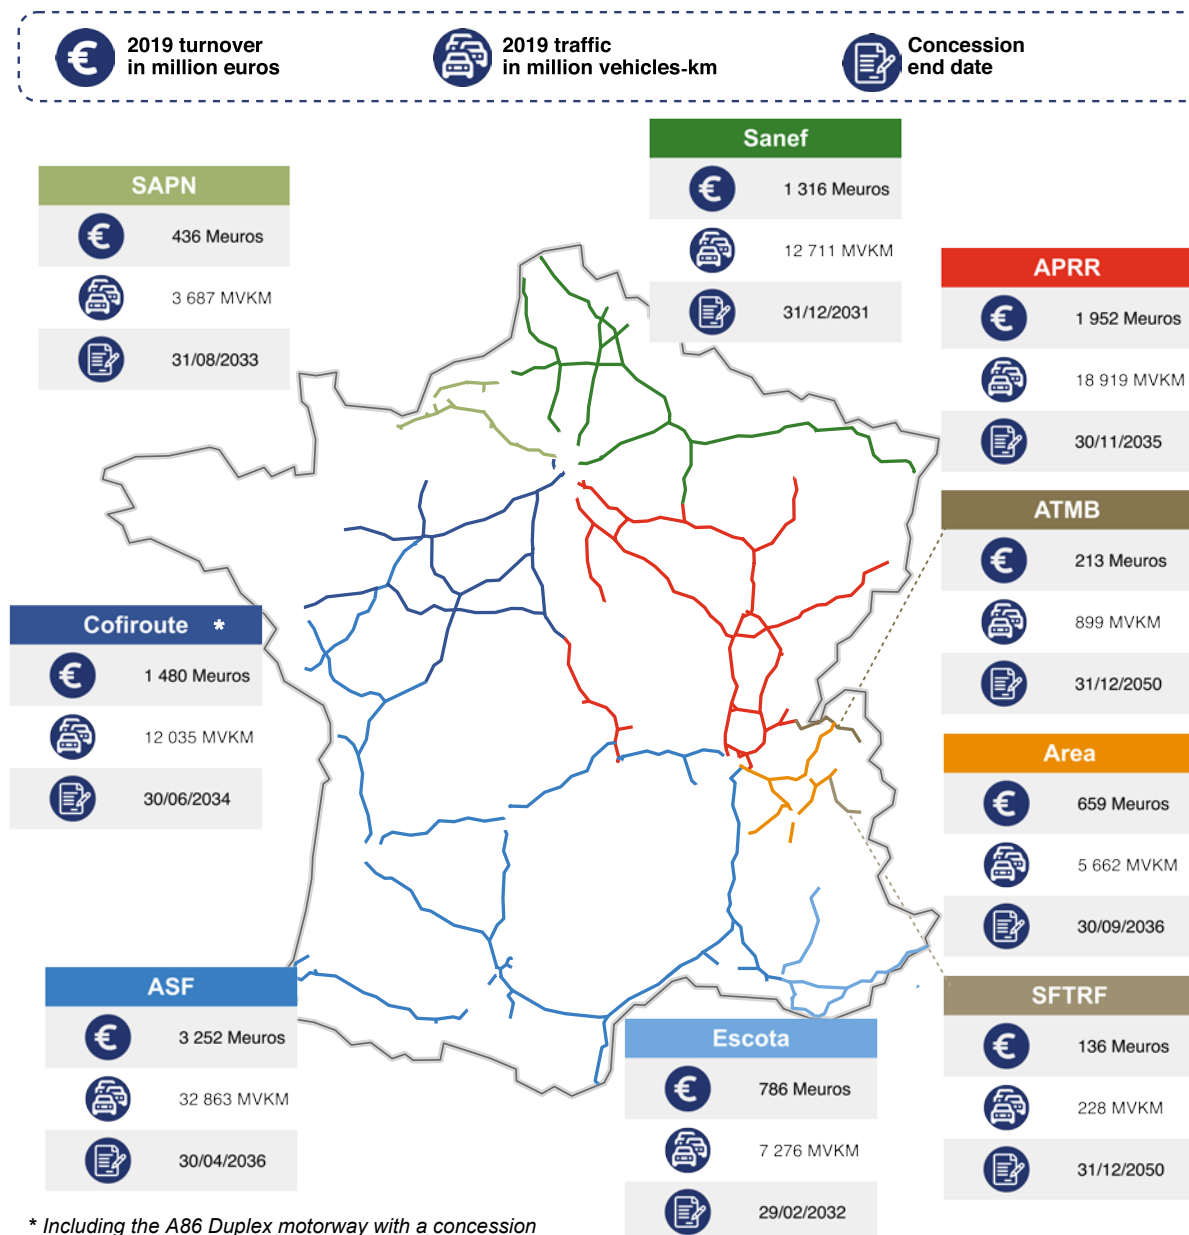 2019 turnover
in million euros
2019 traffic
in million vehicles-km
Concession
end date
Sanef
1 316 Meuros
12 711 MVKM
31/12/2031
SAPN
436 Meuros
3 687 MVKM
31/08/2033
APRR
1 952 Meuros
18 919 MVKM
30/11/2035
ATMB
213 Meuros
899 MVKM
31/12/2050
Cofiroute *
1 480 Meuros
12 035 MVKM
30/06/2034
Area
659 Meuros
5 662 MVKM
30/09/2036
ASF
3 252 Meuros
32 863 MVKM
30/04/2036
SFTRF
136 Meuros
228 MVKM
31/12/2050
Escota
786 Meuros
7 276 MVKM
29/02/2032
* Including the A86 Duplex motorway with a concession